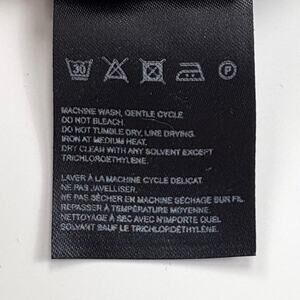 30 P
MACHINE WASH, GENTLE CYCLE
DO NOT BLEACH.
DO NOT TUMBLE DRY, LINE DRYING.
IRON AT MEDIUM HEAT.
DRY CLEAN WITH ANY SOLVENT EXCEPT
TRICHLOROETHYLENE.
LAVER À LA MACHINE CYCLE DÉLICAT.
NE PAS JAVELLISER.
NE PAS SÉCHER EN MACHINE SÉCHAGE SUR FIL.
REPASSER À TEMPÉRATURE MOYENNE.
NETTOYAGE À SEC AVEC N'IMPORTE QUEL
SOLVANT SAUF LE TRICHLORÉTHYLÈNE.